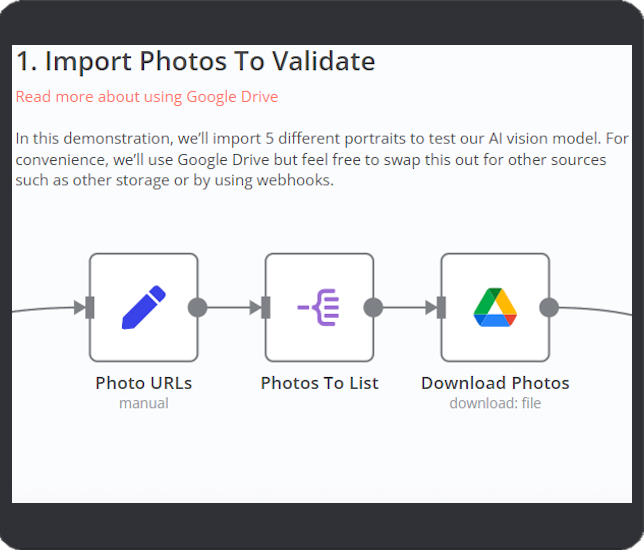 1. Import Photos To Validate
Read more about using Google Drive
In this demonstration, we'll import 5 different portraits to test our AI vision model. For
convenience, we'll use Google Drive but feel free to swap this out for other sources
such as other storage or by using webhooks.
Photo URLs
manual
Photos To List
Download Photos
download: file